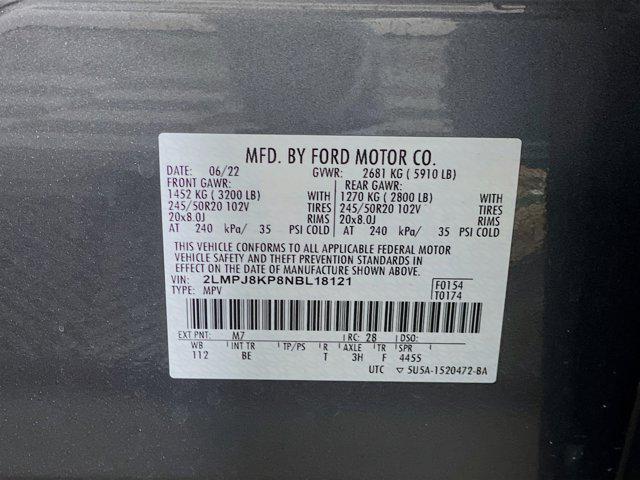 MFD. BY FORD MOTOR CO.
DATE: 06/22 GVWR: 2681 KG ( 5910 LB)
FRONT GAWR: REAR GAWR:
1452 KG ( 3200 LB) WITH 1270 KG ( 2800 LB) WITH
245/50R20 102V TIRES 245/50R20 102V TIRES
20x8.0J RIMS 20x8.0J RIMS
AT 240 kPa/ 35 PSI COLD AT 240 kPa/ 35 PSI COLD
THIS VEHICLE CONFORMS TO ALL APPLICABLE FEDERAL MOTOR
VEHICLE SAFETY AND THEFT PREVENTION STANDARDS IN
EFFECT ON THE DATE OF MANUFACTURE SHOWN ABOVE.
VIN: 2LMPJ8KP8NBL18121 F0154
TYPE: MPV T0174
EXT PNT: M7 RC: 28 DSO:
WB INT TR TP/PS R AXLE TR SPR
112 BE T 3H F 4455
UTC ▽ 5U5A-1520472-BA